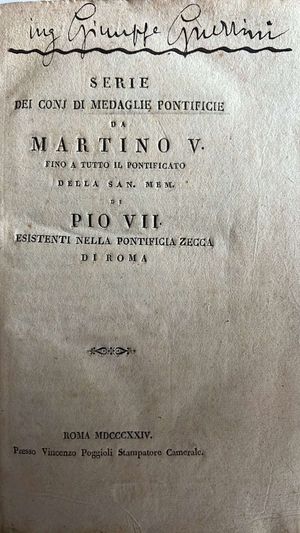 ing Giuseppe Guerrini
SERIE
DEI CONJ DI MEDAGLIE PONTIFICIE
DA
MARTINO V.
FINO A TUTTO IL PONTIFICATO
DELLA SAN. MEM.
DI
PIO VII.
ESISTENTI NELLA PONTIFICIA ZECCA
DI ROMA
ROMA MDCCCXXIV.
Presso Vincenzo Poggioli Stampatore Camerale.